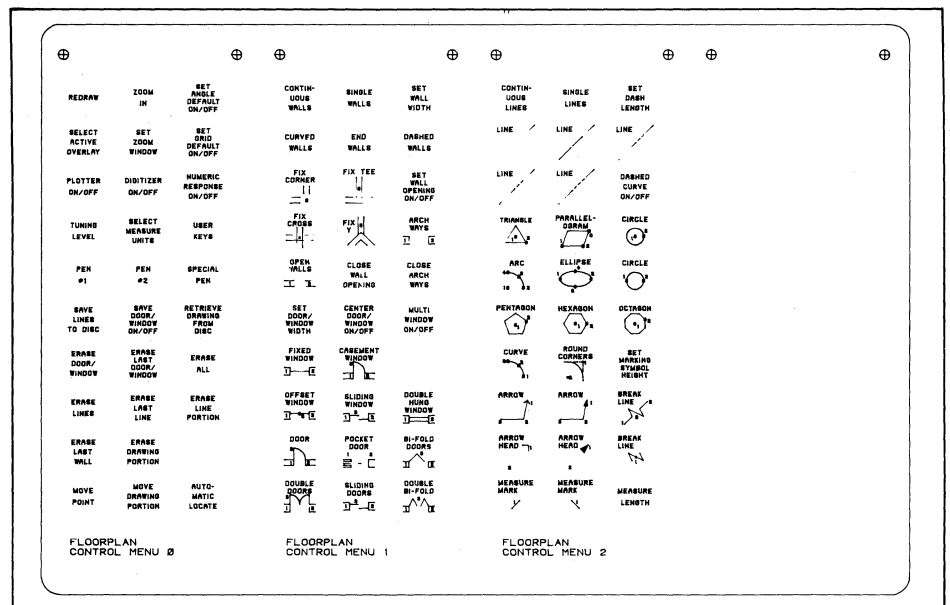 REDRAW
ZOOM
IN
SET
ANGLE
DEFAULT
ON/OFF
SELECT
ACTIVE
OVERLAY
SET
ZOOM
WINDOW
SET
GRID
DEFAULT
ON/OFF
PLOTTER
ON/OFF
DIGITIZER
ON/OFF
NUMERIC
RESPONSE
ON/OFF
TUNING
LEVEL
SELECT
MEASURE
UNITS
USER
KEYS
PEN
#1
PEN
#2
SPECIAL
PEN
SAVE
LINES
TO DISC
SAVE
DOOR/
WINDOW
ON/OFF
RETRIEVE
DRAWING
FROM
DISC
ERASE
DOOR/
WINDOW
ERASE
LAST
DOOR/
WINDOW
ERASE
ALL
ERASE
LINES
ERASE
LAST
LINE
ERASE
LINE
PORTION
ERASE
LAST
WALL
ERASE
DRAWING
PORTION
MOVE
POINT
MOVE
DRAWING
PORTION
AUTO-
MATIC
LOCATE
FLOORPLAN
CONTROL MENU Ø
CONTIN-
UOUS
WALLS
SINGLE
WALLS
SET
WALL
WIDTH
CURVED
WALLS
END
WALLS
DASHED
WALLS
FIX
CORNER
FIX TEE
SET
WALL
OPENING
ON/OFF
FIX
CROSS
FIX
Y
ARCH
WAYS
OPEN
WALLS
CLOSE
WALL
OPENING
CLOSE
ARCH
WAYS
SET
DOOR/
WINDOW
WIDTH
CENTER
DOOR/
WINDOW
ON/OFF
MULTI
WINDOW
ON/OFF
FIXED
WINDOW
CASEMENT
WINDOW
OFFSET
WINDOW
SLIDING
WINDOW
DOUBLE
HUNG
WINDOW
DOOR
POCKET
DOOR
BI-FOLD
DOORS
DOUBLE
DOORS
SLIDING
DOORS
DOUBLE
BI-FOLD
FLOORPLAN
CONTROL MENU 1
CONTIN-
UOUS
LINES
SINGLE
LINES
SET
DASH
LENGTH
LINE
LINE
LINE
LINE
LINE
DASHED
CURVE
ON/OFF
TRIANGLE
PARALLEL-
OGRAM
CIRCLE
ARC
ELLIPSE
CIRCLE
PENTAGON
HEXAGON
OCTAGON
CURVE
ROUND
CORNERS
SET
MARKING
SYMBOL
HEIGHT
ARROW
ARROW
BREAK
LINE
ARROW
HEAD
ARROW
HEAD
BREAK
LINE
MEASURE
MARK
MEASURE
MARK
MEASURE
LENGTH
FLOORPLAN
CONTROL MENU 2